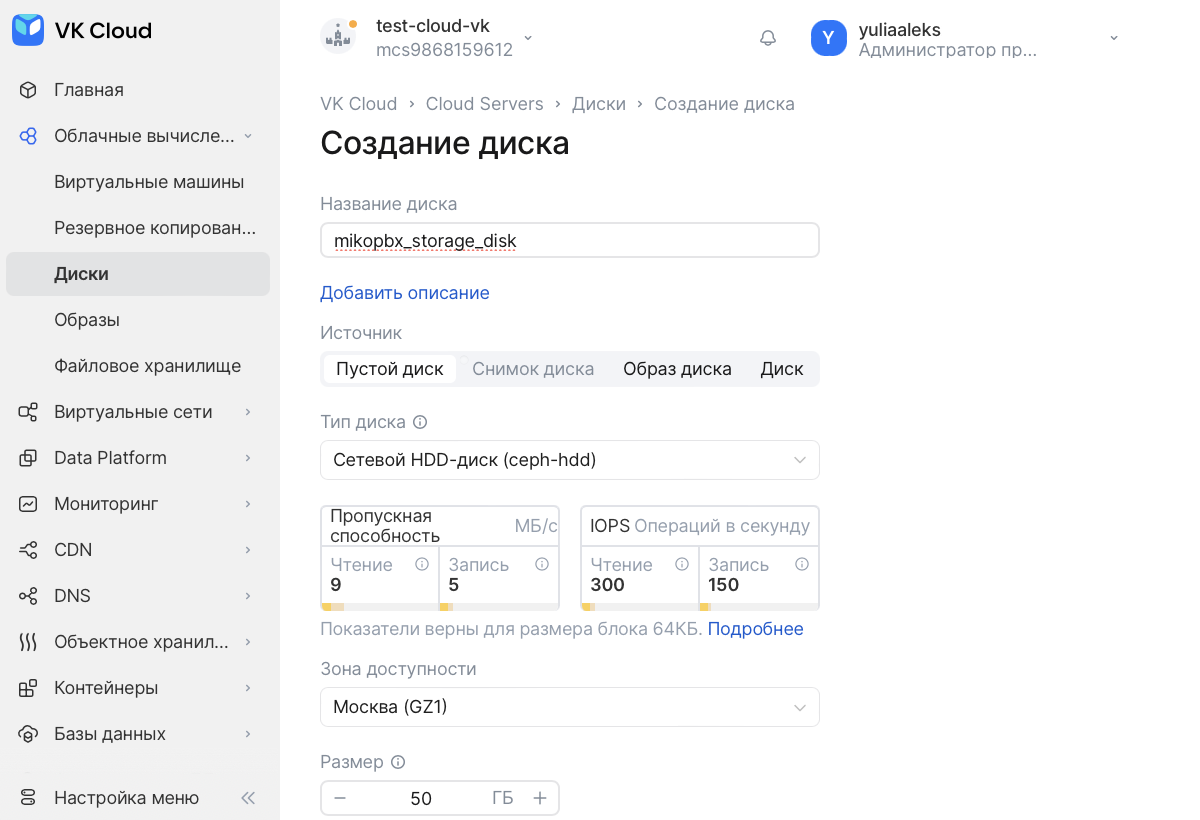 VK Cloud
Главная
Облачные вычисле...
Виртуальные машины
Резервное копирован...
Диски
Образы
Файловое хранилище
Виртуальные сети
Data Platform
Мониторинг
CDN
DNS
Объектное хранил...
Контейнеры
Базы данных
Настройка меню
test-cloud-vk
mcs9868159612
Y
yuliaaleks
Администратор пр...
VK Cloud › Cloud Servers › Диски › Создание диска
Создание диска
Название диска
mikopbx_storage_disk
Добавить описание
Источник
Пустой диск Снимок диска Образ диска Диск
Тип диска
Сетевой HDD-диск (ceph-hdd)
Пропускная способность МБ/с
Чтение Запись
9 5
IOPS Операций в секунду
Чтение Запись
300 150
Показатели верны для размера блока 64КБ. Подробнее
Зона доступности
Москва (GZ1)
Размер
− 50 ГБ +